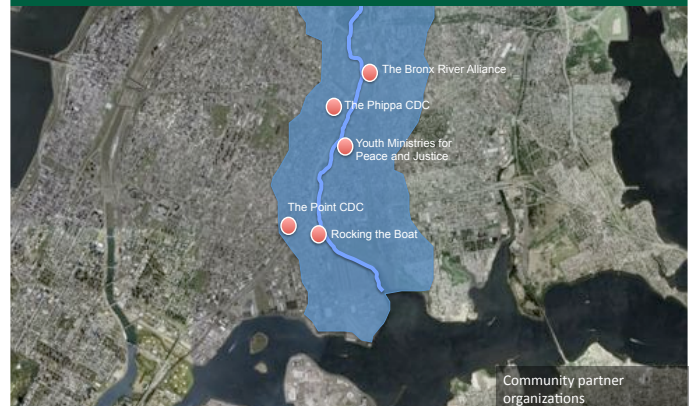 The Bronx River Alliance
The Phippa CDC
Youth Ministries for
Peace and Justice
The Point CDC
Rocking the Boat
Community partner
organizations